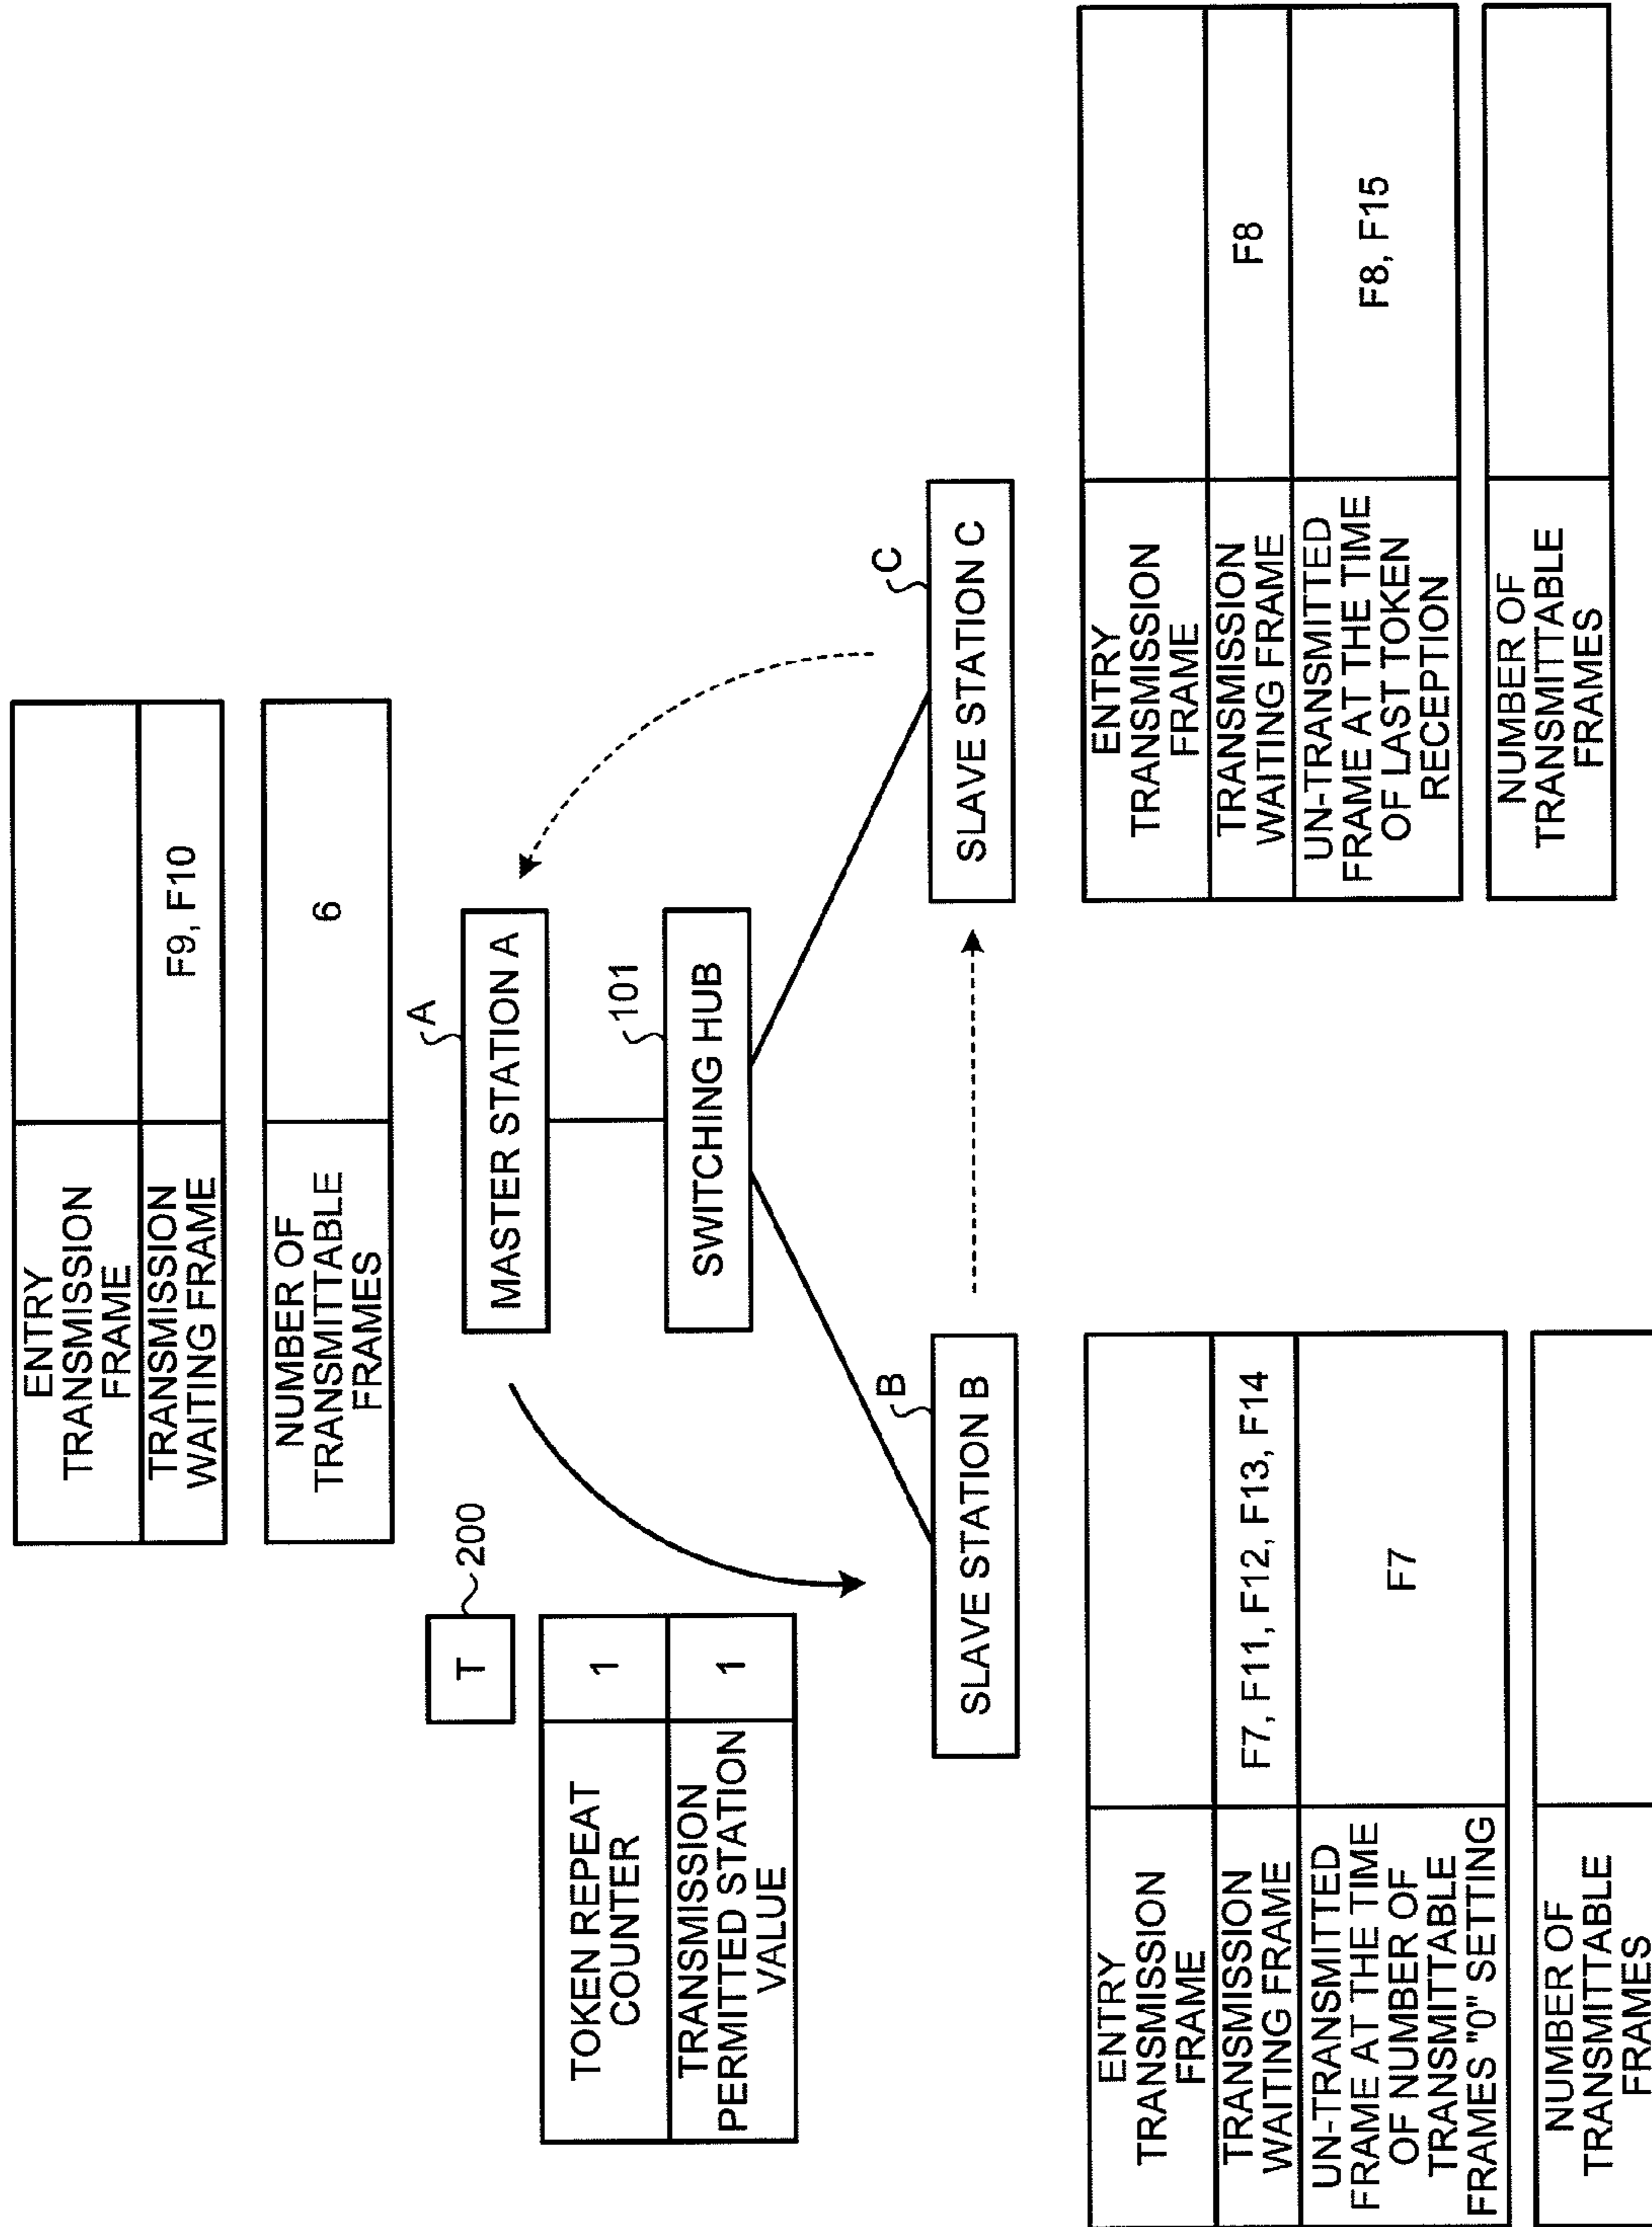 ENTRY
TRANSMISSION
FRAME
TRANSMISSION
WAITING FRAME
F9, F10
NUMBER OF
TRANSMITTABLE
FRAMES
6
T
200
TOKEN REPEAT
COUNTER
1
TRANSMISSION
PERMITTED STATION
VALUE
1
A
MASTER STATION A
101
SWITCHING HUB
B
SLAVE STATION B
C
SLAVE STATION C
ENTRY
TRANSMISSION
FRAME
TRANSMISSION
WAITING FRAME
F7, F11, F12, F13, F14
UN-TRANSMITTED
FRAME AT THE TIME
OF NUMBER OF
TRANSMITTABLE
FRAMES "0" SETTING
F7
NUMBER OF
TRANSMITTABLE
FRAMES
ENTRY
TRANSMISSION
FRAME
TRANSMISSION
WAITING FRAME
F8
UN-TRANSMITTED
FRAME AT THE TIME
OF LAST TOKEN
RECEPTION
F8, F15
NUMBER OF
TRANSMITTABLE
FRAMES